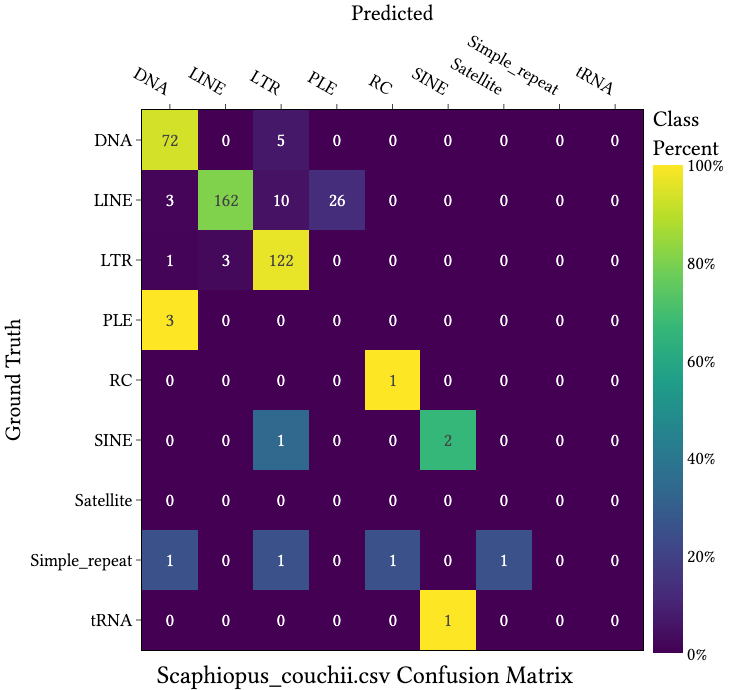 Predicted
DNA LINE LTR PLE RC SINE Satellite Simple_repeat tRNA
Class
Percent
DNA 72 0 5 0 0 0 0 0 0
LINE 3 162 10 26 0 0 0 0 0
LTR 1 3 122 0 0 0 0 0 0
PLE 3 0 0 0 0 0 0 0 0
RC 0 0 0 0 1 0 0 0 0
SINE 0 0 1 0 0 2 0 0 0
Satellite 0 0 0 0 0 0 0 0 0
Simple_repeat 1 0 1 0 1 0 1 0 0
tRNA 0 0 0 0 0 1 0 0 0
Ground Truth
100%
80%
60%
40%
20%
0%
Scaphiopus_couchii.csv Confusion Matrix